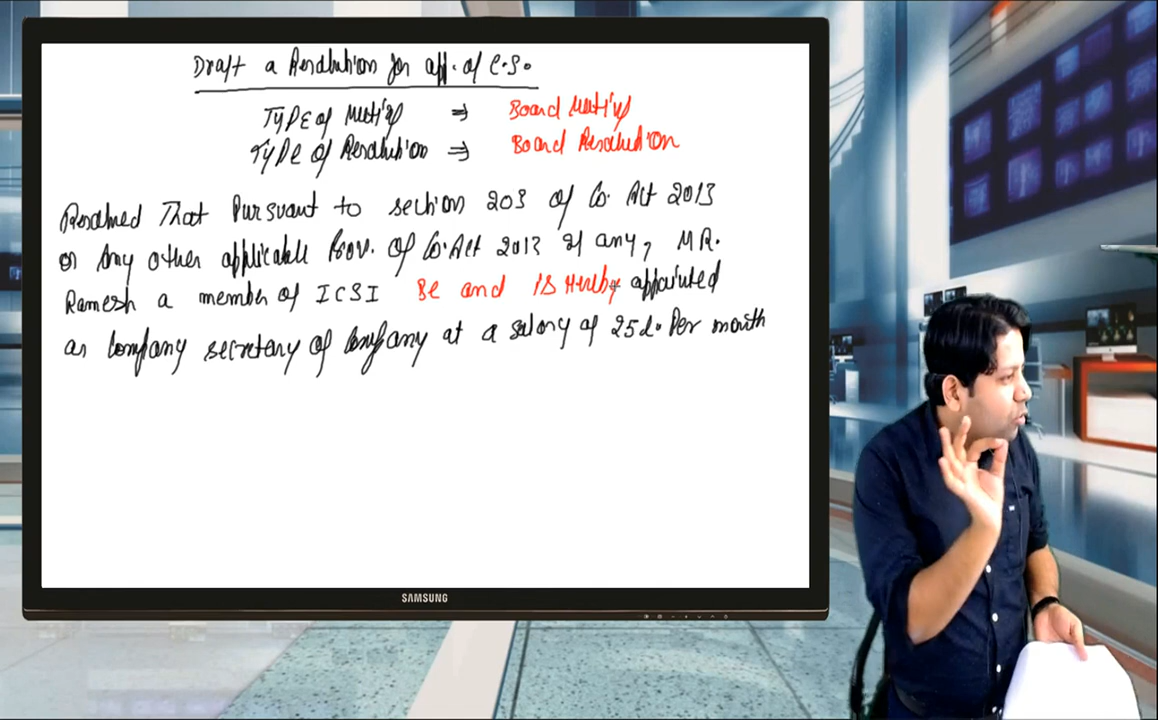 Draft a Resolution for app. of C.S.
TYPE of Meeting ⇒ Board Meeting
TYPE of Resolution ⇒ Board Resolution
Resolved That Pursuant to section 203 of Co. Act 2013
or Any other applicable Prov. of Co. Act 2013 if any, MR.
Ramesh a member of ICSI Be and is Hereby appointed
as Company secretary of Company at a salary of 25L. Per month
SAMSUNG